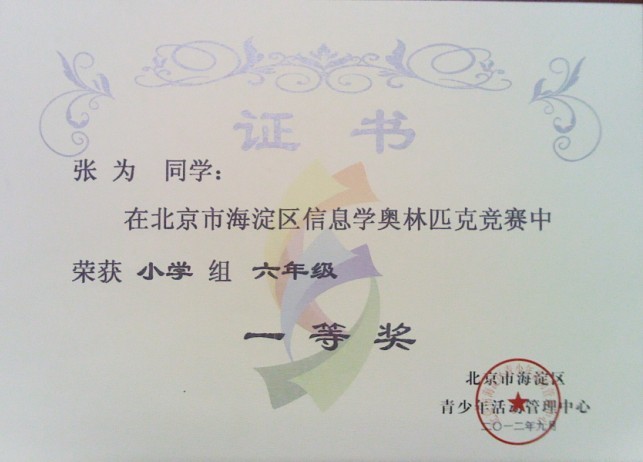 证 书
张 为 同学：
在北京市海淀区信息学奥林匹克竞赛中
荣获 小学 组 六年级
一等奖
北京市海淀区
青少年活动管理中心
二〇一二年九月